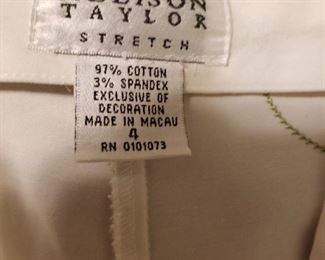 TAYLOR
STRETCH
97% COTTON
3% SPANDEX
EXCLUSIVE OF
DECORATION
MADE IN MACAU
4
RN 0101073